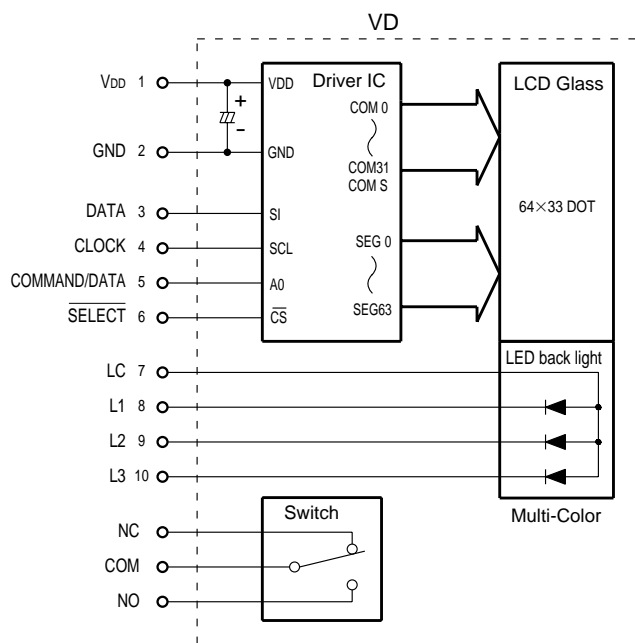 VD
VDD 1
GND 2
DATA 3
CLOCK 4
COMMAND/DATA 5
SELECT 6
LC 7
L1 8
L2 9
L3 10
NC
COM
NO
Driver IC
VDD
+
-
GND
SI
SCL
A0
CS
COM 0
COM31
COM S
SEG 0
SEG63
LCD Glass
64×33 DOT
LED back light
Multi-Color
Switch